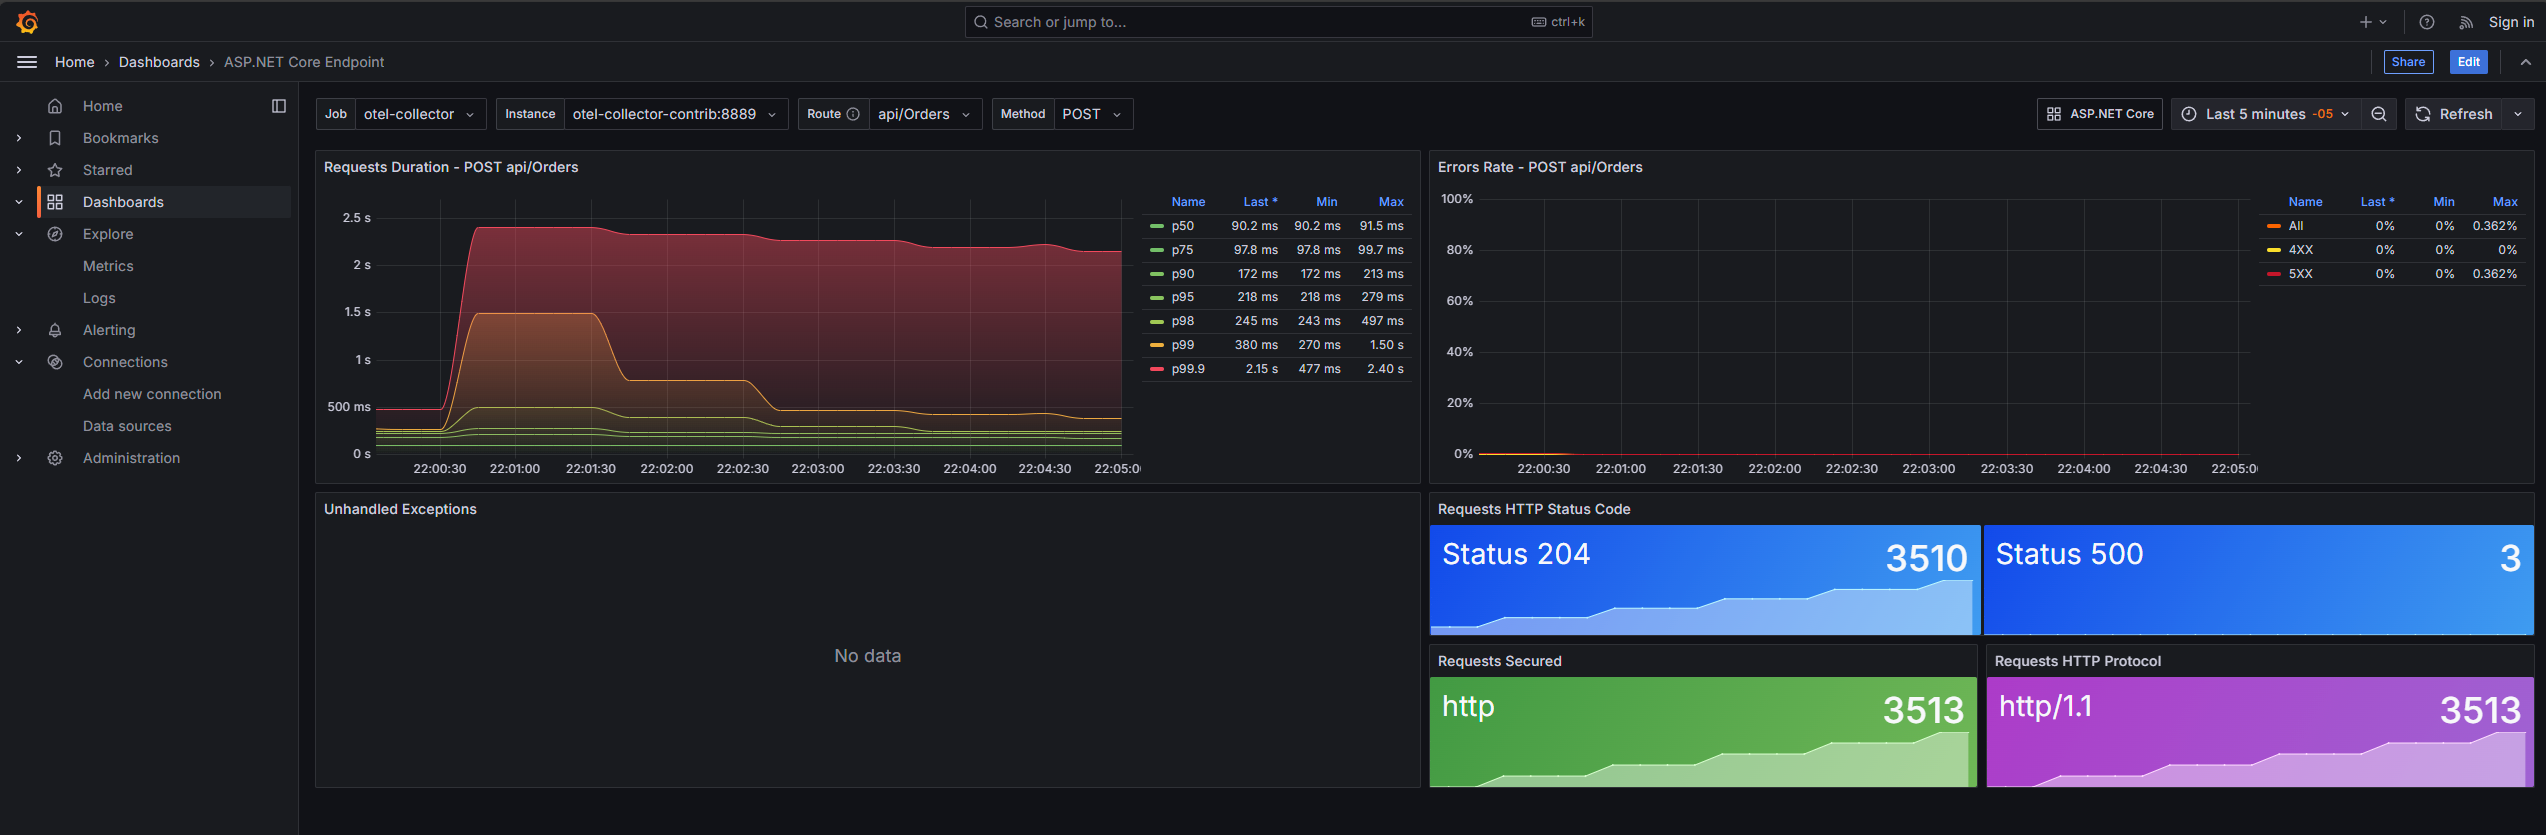 Search or jump to...
ctrl+k
Sign in
Home › Dashboards › ASP.NET Core Endpoint
Share
Edit
Home
Bookmarks
Starred
Dashboards
Explore
Metrics
Logs
Alerting
Connections
Add new connection
Data sources
Administration
Job otel-collector
Instance otel-collector-contrib:8889
Route api/Orders
Method POST
ASP.NET Core
Last 5 minutes -05
Refresh
Requests Duration - POST api/Orders
2.5 s
2 s
1.5 s
1 s
500 ms
0 s
22:00:30 22:01:00 22:01:30 22:02:00 22:02:30 22:03:00 22:03:30 22:04:00 22:04:30 22:05:0
Name Last * Min Max
p50 90.2 ms 90.2 ms 91.5 ms
p75 97.8 ms 97.8 ms 99.7 ms
p90 172 ms 172 ms 213 ms
p95 218 ms 218 ms 279 ms
p98 245 ms 243 ms 497 ms
p99 380 ms 270 ms 1.50 s
p99.9 2.15 s 477 ms 2.40 s
Errors Rate - POST api/Orders
100%
80%
60%
40%
20%
0%
22:00:30 22:01:00 22:01:30 22:02:00 22:02:30 22:03:00 22:03:30 22:04:00 22:04:30 22:05:0
Name Last * Min Max
All 0% 0% 0.362%
4XX 0% 0% 0%
5XX 0% 0% 0.362%
Unhandled Exceptions
No data
Requests HTTP Status Code
Status 204 3510
Status 500 3
Requests Secured
http 3513
Requests HTTP Protocol
http/1.1 3513